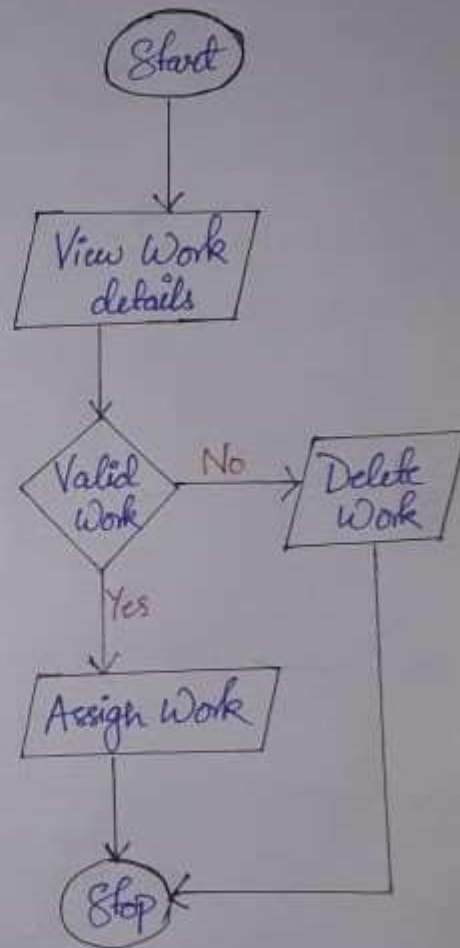 Start
View Work
details
Valid
Work
No
Delete
Work
Yes
Assign Work
Stop